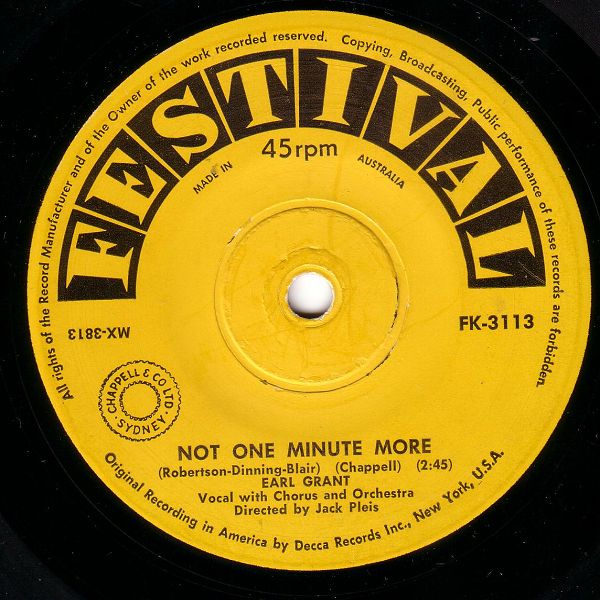 All rights of the Record Manufacturer and of the Owner of the work recorded reserved. Copying, Broadcasting, Public performance of these records are forbidden.
FESTIVAL
45 rpm
MADE IN AUSTRALIA
MX-3813
FK-3113
CHAPPELL & CO LTD
SYDNEY
NOT ONE MINUTE MORE
(Robertson-Dinning-Blair) (Chappell) (2:45)
EARL GRANT
Vocal with Chorus and Orchestra
Directed by Jack Pleis
Original Recording in America by Decca Records Inc., New York, U.S.A.